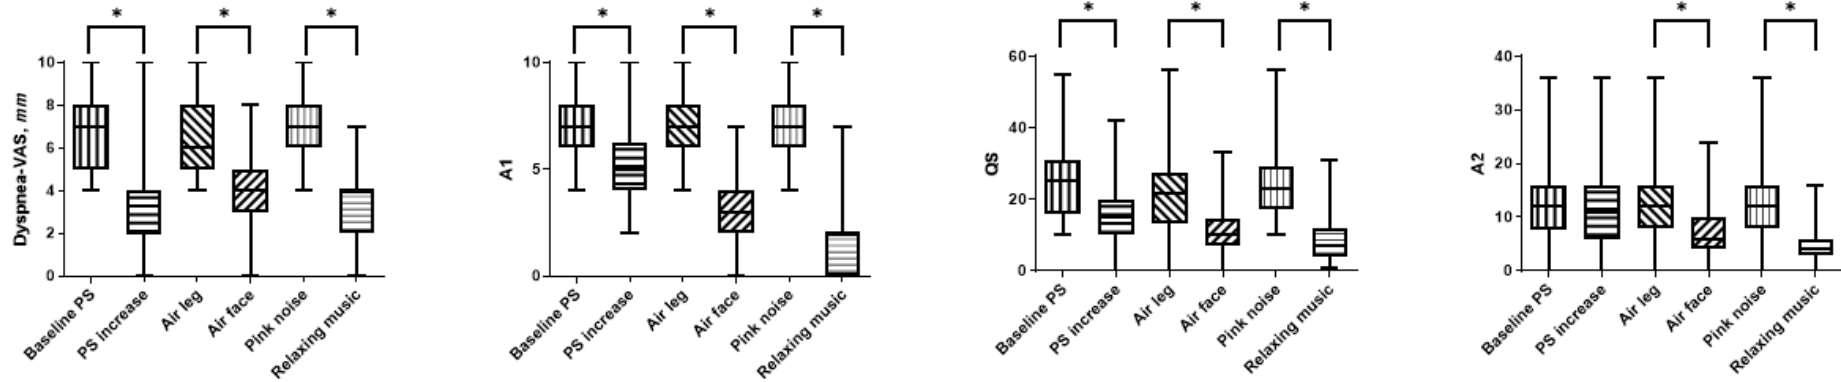 * * *
Dyspnea-VAS, mm
10
8
6
4
2
0
Baseline PS
PS increase
Air leg
Air face
Pink noise
Relaxing music
* * *
A1
10
5
0
Baseline PS
PS increase
Air leg
Air face
Pink noise
Relaxing music
* * *
QS
60
40
20
0
Baseline PS
PS increase
Air leg
Air face
Pink noise
Relaxing music
* *
A2
40
30
20
10
0
Baseline PS
PS increase
Air leg
Air face
Pink noise
Relaxing music